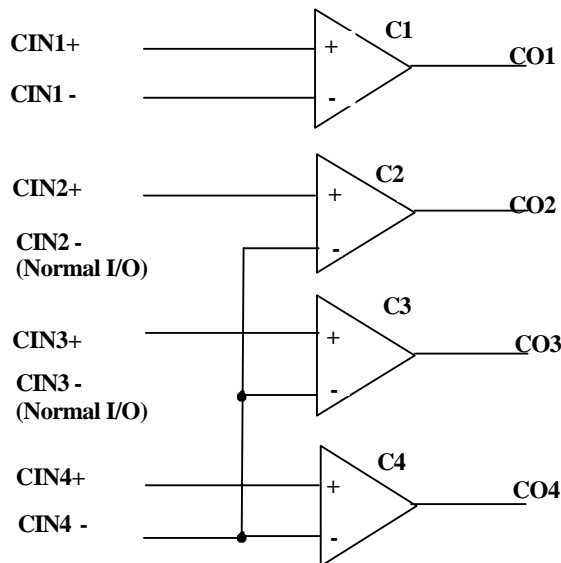 C1
CIN1+
+
CO1
CIN1 -
-
C2
CIN2+
+
CO2
CIN2 -
(Normal I/O)
-
C3
CIN3+
+
CO3
CIN3 -
(Normal I/O)
-
C4
CIN4+
+
CO4
CIN4 -
-